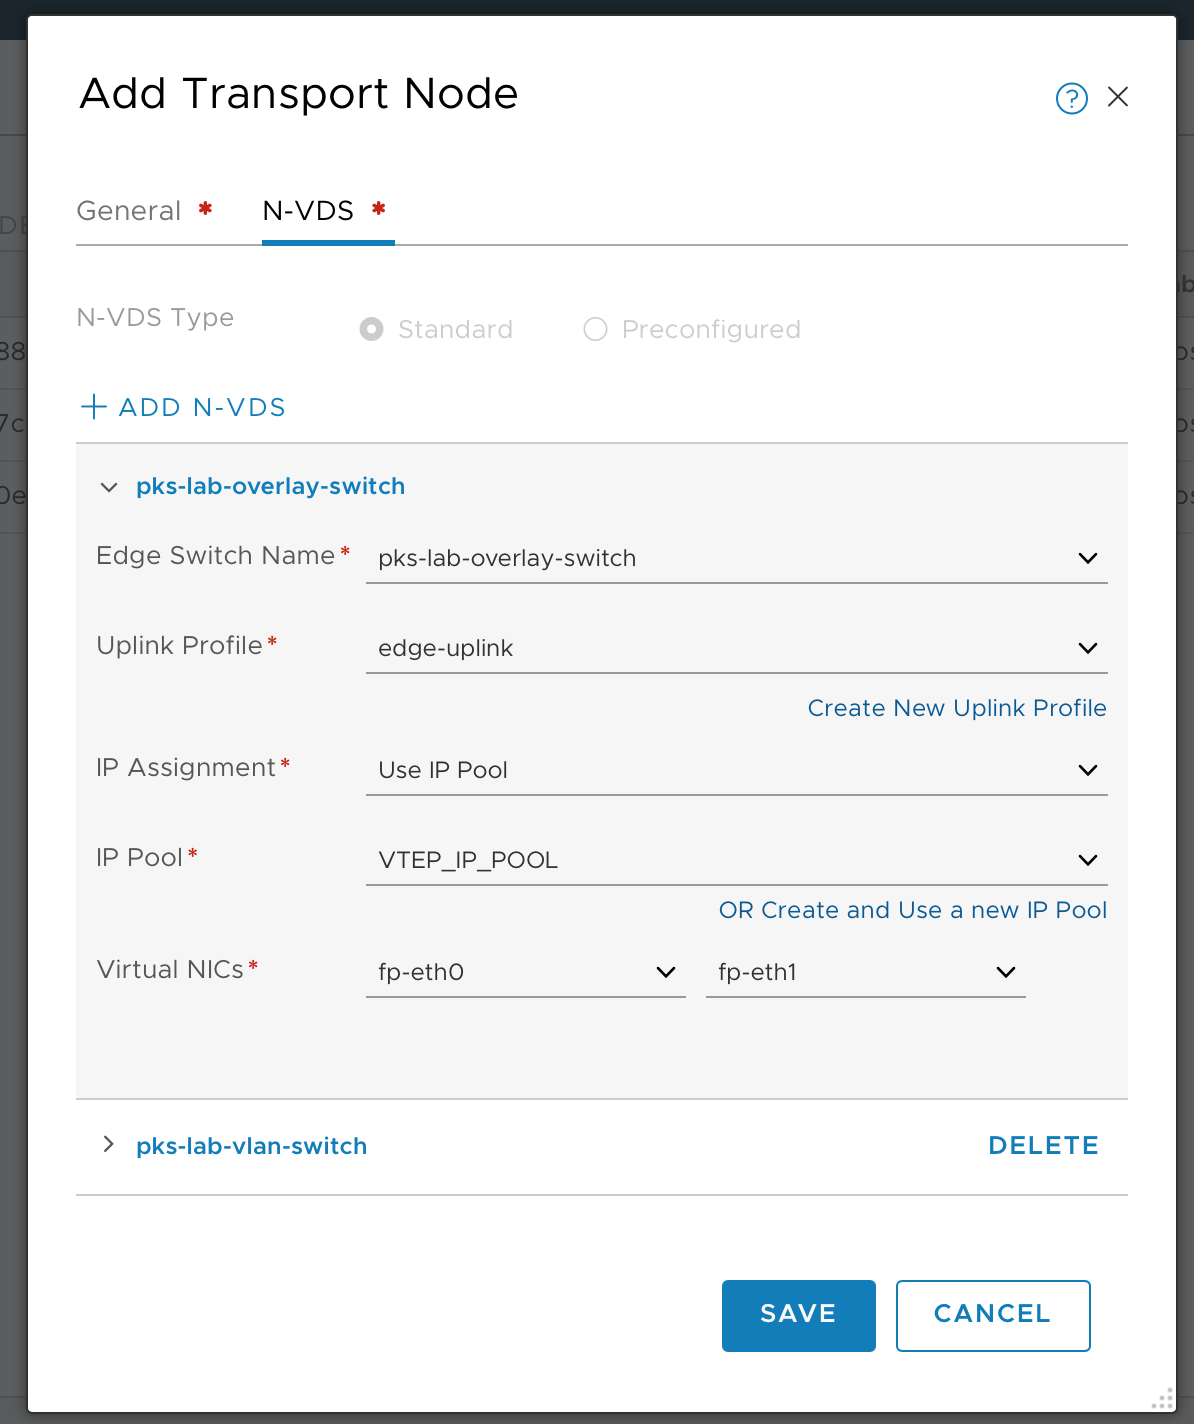 Add Transport Node
?
General *
N-VDS *
N-VDS Type
Standard
Preconfigured
ADD N-VDS
pks-lab-overlay-switch
Edge Switch Name*
pks-lab-overlay-switch
Uplink Profile*
edge-uplink
Create New Uplink Profile
IP Assignment*
Use IP Pool
IP Pool*
VTEP_IP_POOL
OR Create and Use a new IP Pool
Virtual NICs*
fp-eth0
fp-eth1
pks-lab-vlan-switch
DELETE
SAVE
CANCEL